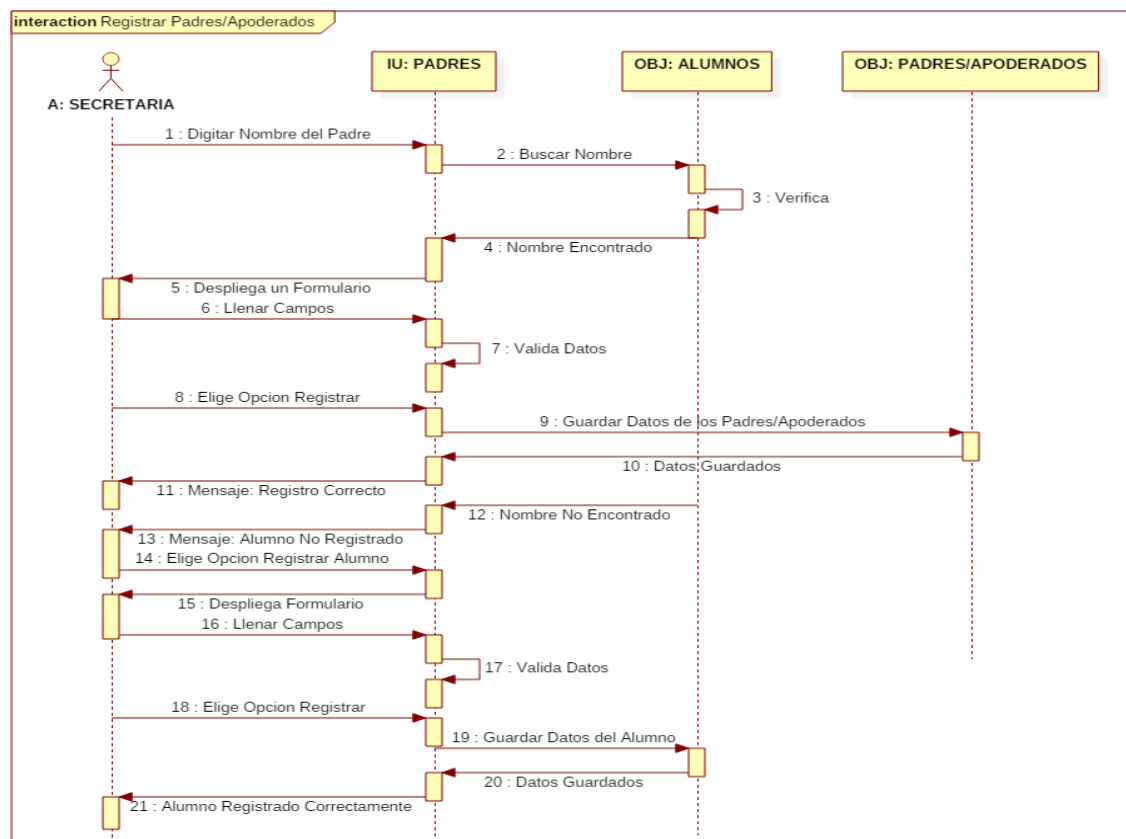 interaction Registrar Padres/Apoderados
IU: PADRES
OBJ: ALUMNOS
OBJ: PADRES/APODERADOS
A: SECRETARIA
1 : Digitar Nombre del Padre
2 : Buscar Nombre
3 : Verifica
4 : Nombre Encontrado
5 : Despliega un Formulario
6 : Llenar Campos
7 : Valida Datos
8 : Elige Opcion Registrar
9 : Guardar Datos de los Padres/Apoderados
10 : Datos Guardados
11 : Mensaje: Registro Correcto
12 : Nombre No Encontrado
13 : Mensaje: Alumno No Registrado
14 : Elige Opcion Registrar Alumno
15 : Despliega Formulario
16 : Llenar Campos
17 : Valida Datos
18 : Elige Opcion Registrar
19 : Guardar Datos del Alumno
20 : Datos Guardados
21 : Alumno Registrado Correctamente